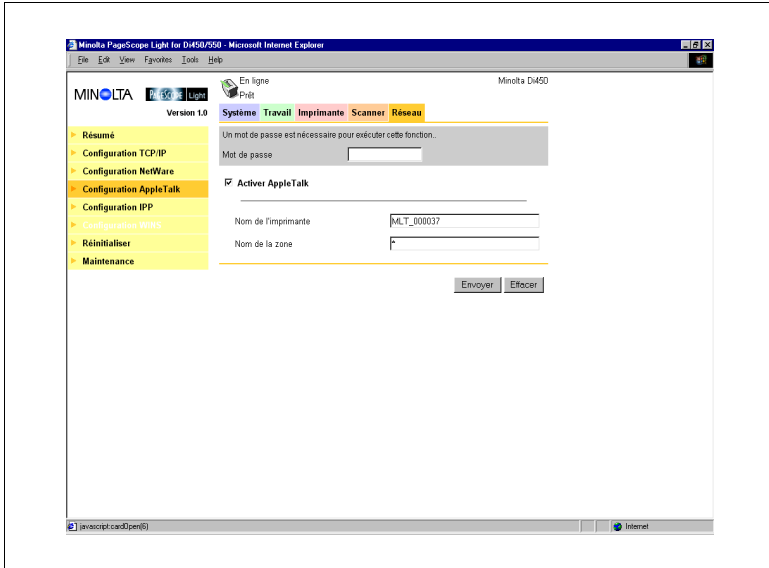 Minolta PageScope Light for Di450/550 - Microsoft Internet Explorer
File Edit View Favorites Tools Help
En ligne
Minolta Di450
Prêt
MINOLTA PAGESCOPE Light
Version 1.0
Système Travail Imprimante Scanner Réseau
Résumé
Configuration TCP/IP
Configuration NetWare
Configuration AppleTalk
Configuration IPP
Réinitialiser
Maintenance
Un mot de passe est nécessaire pour exécuter cette fonction..
Mot de passe
Activer AppleTalk
Nom de l'imprimante MLT_000037
Nom de la zone *
Envoyer Effacer
javascript:cardOpen(6)
Internet